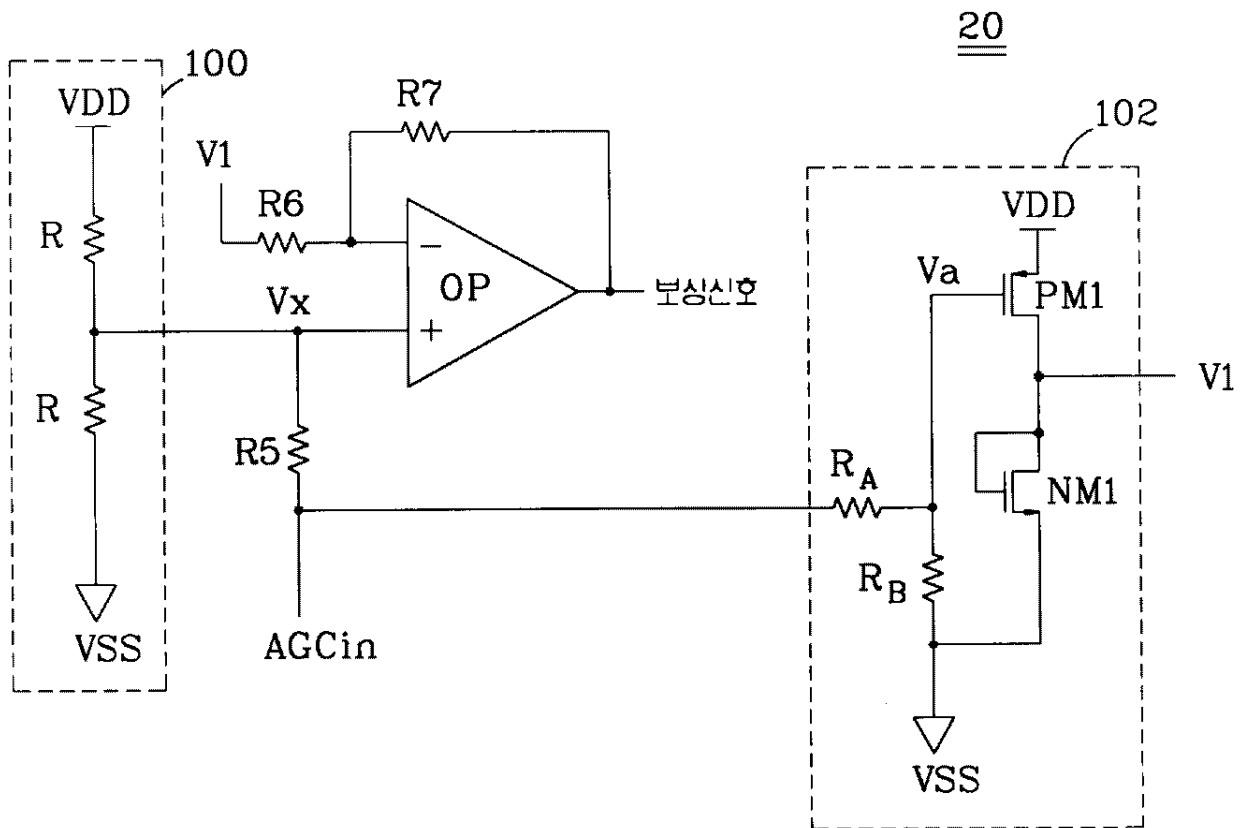 20
100
VDD
R7
102
V1
R6
VDD
R
Va
OP
PM1
Vx
보상신호
V1
R
R5
RA
NM1
RB
VSS
AGCin
VSS